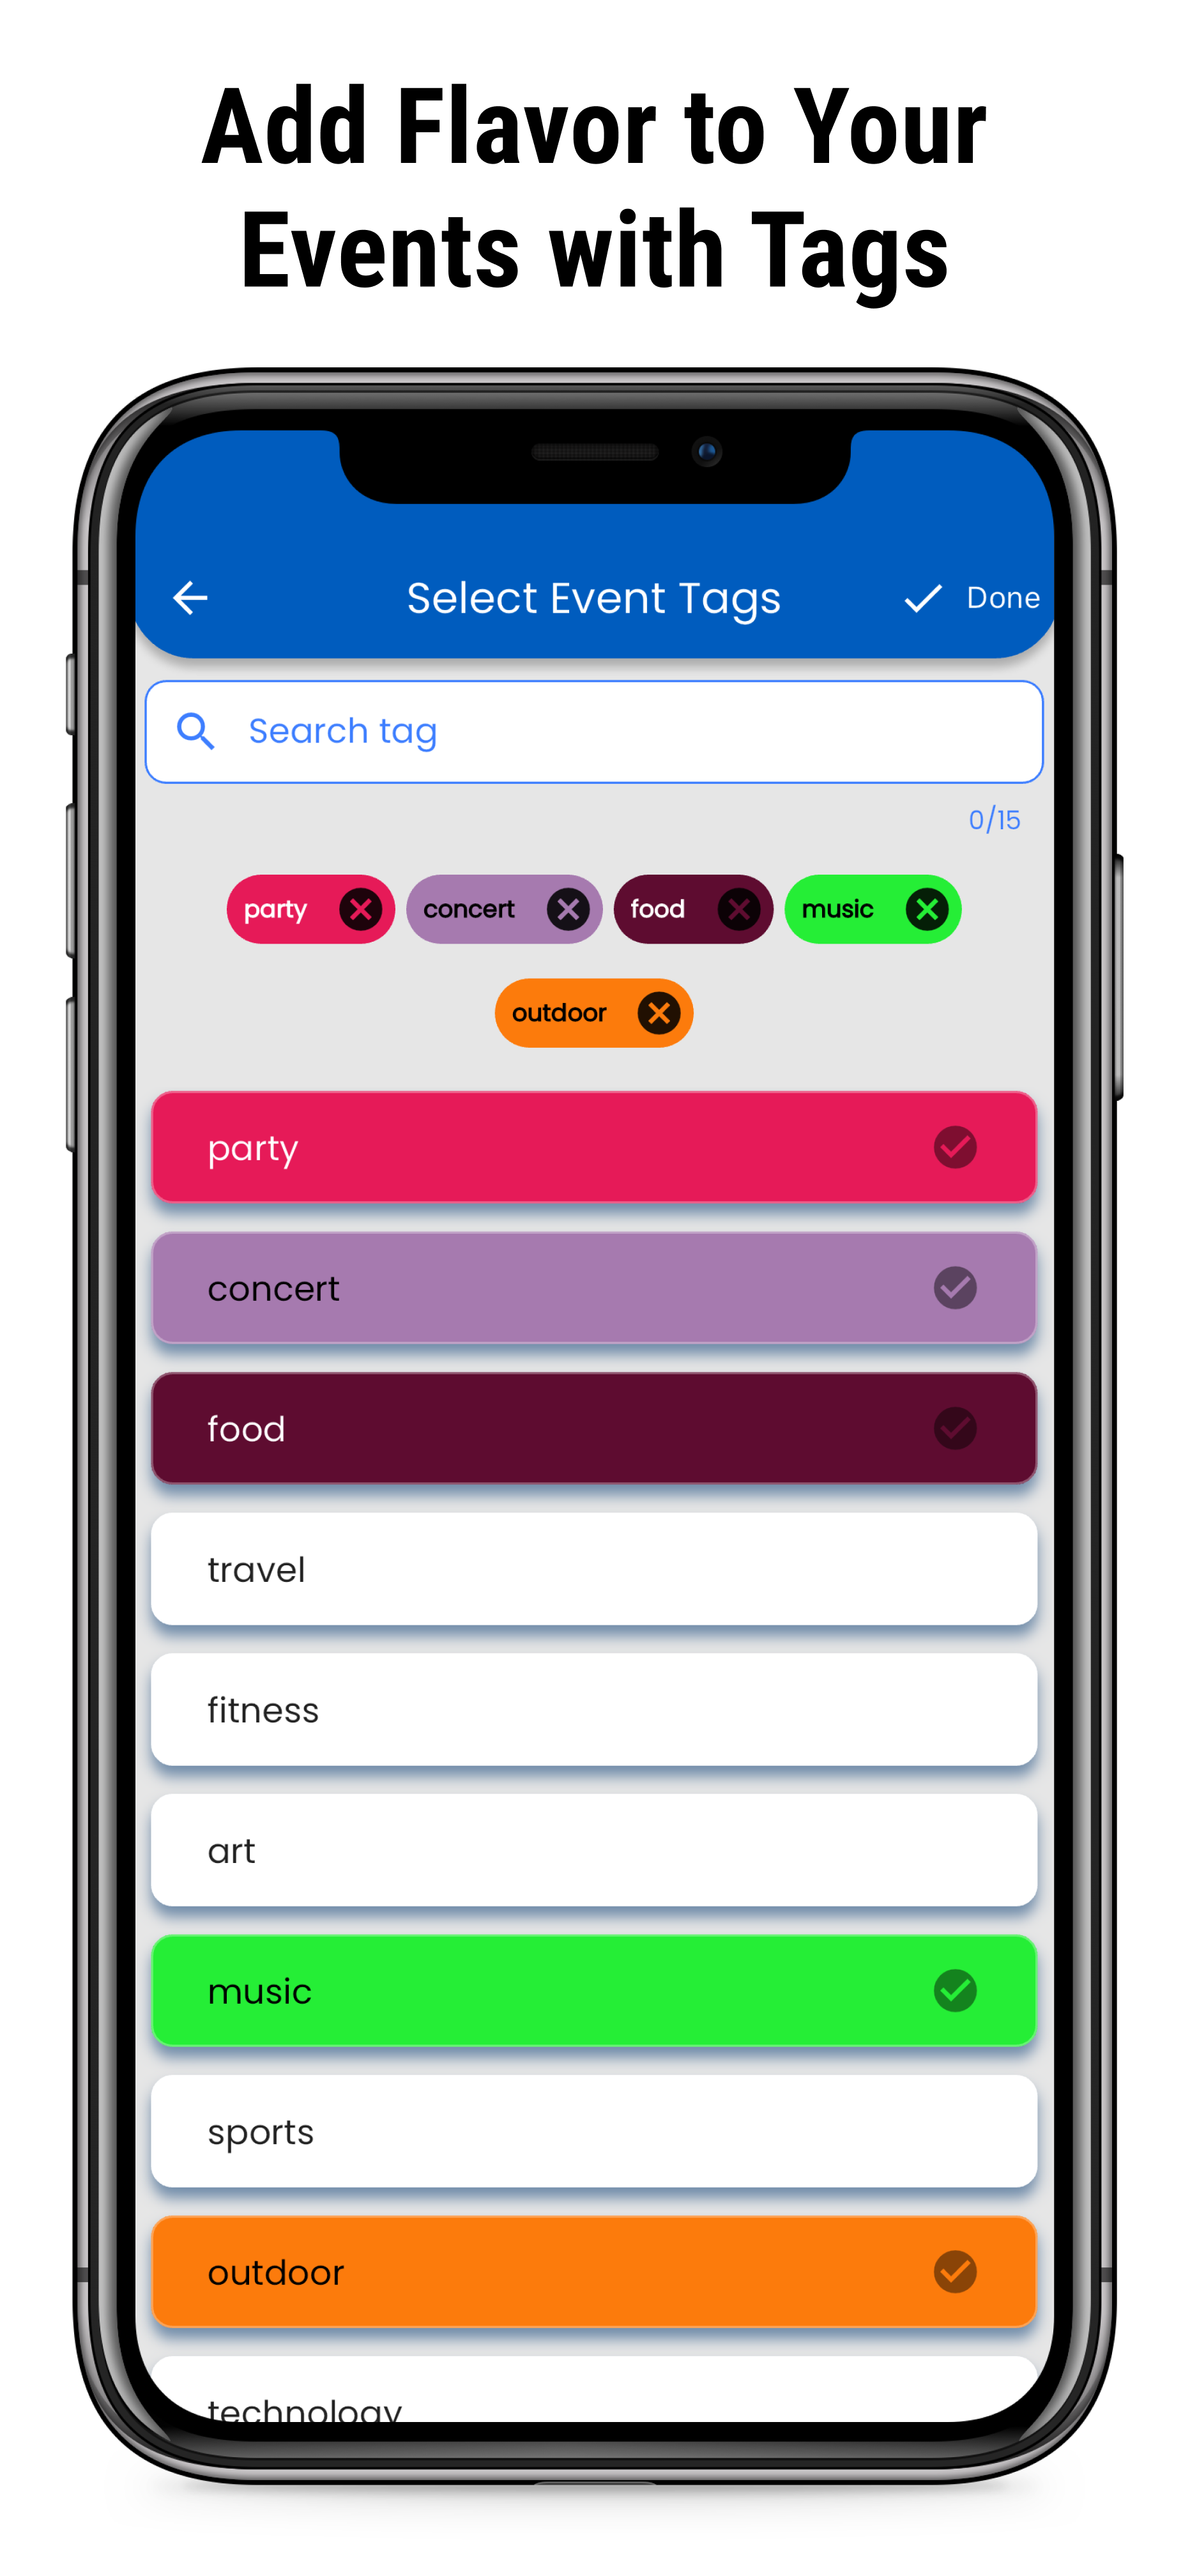 Add Flavor to Your
Events with Tags
Select Event Tags Done
Search tag
0/15
party concert food music
outdoor
party
concert
food
travel
fitness
art
music
sports
outdoor
technology